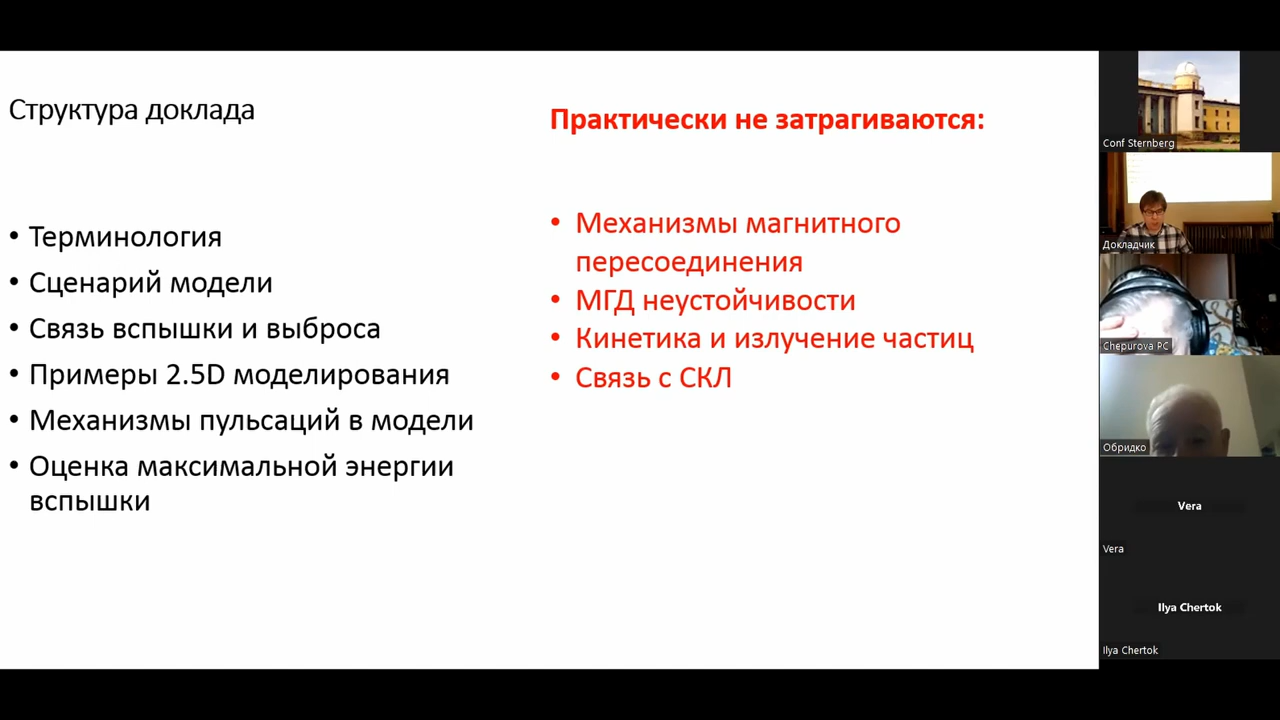 Структура доклада
• Терминология
• Сценарий модели
• Связь вспышки и выброса
• Примеры 2.5D моделирования
• Механизмы пульсаций в модели
• Оценка максимальной энергии
вспышки
Практически не затрагиваются:
• Механизмы магнитного
пересоединения
• МГД неустойчивости
• Кинетика и излучение частиц
• Связь с СКЛ
Conf Sternberg
Докладчик
Chepurova PC
Обридко
Vera
Vera
Ilya Chertok
Ilya Chertok